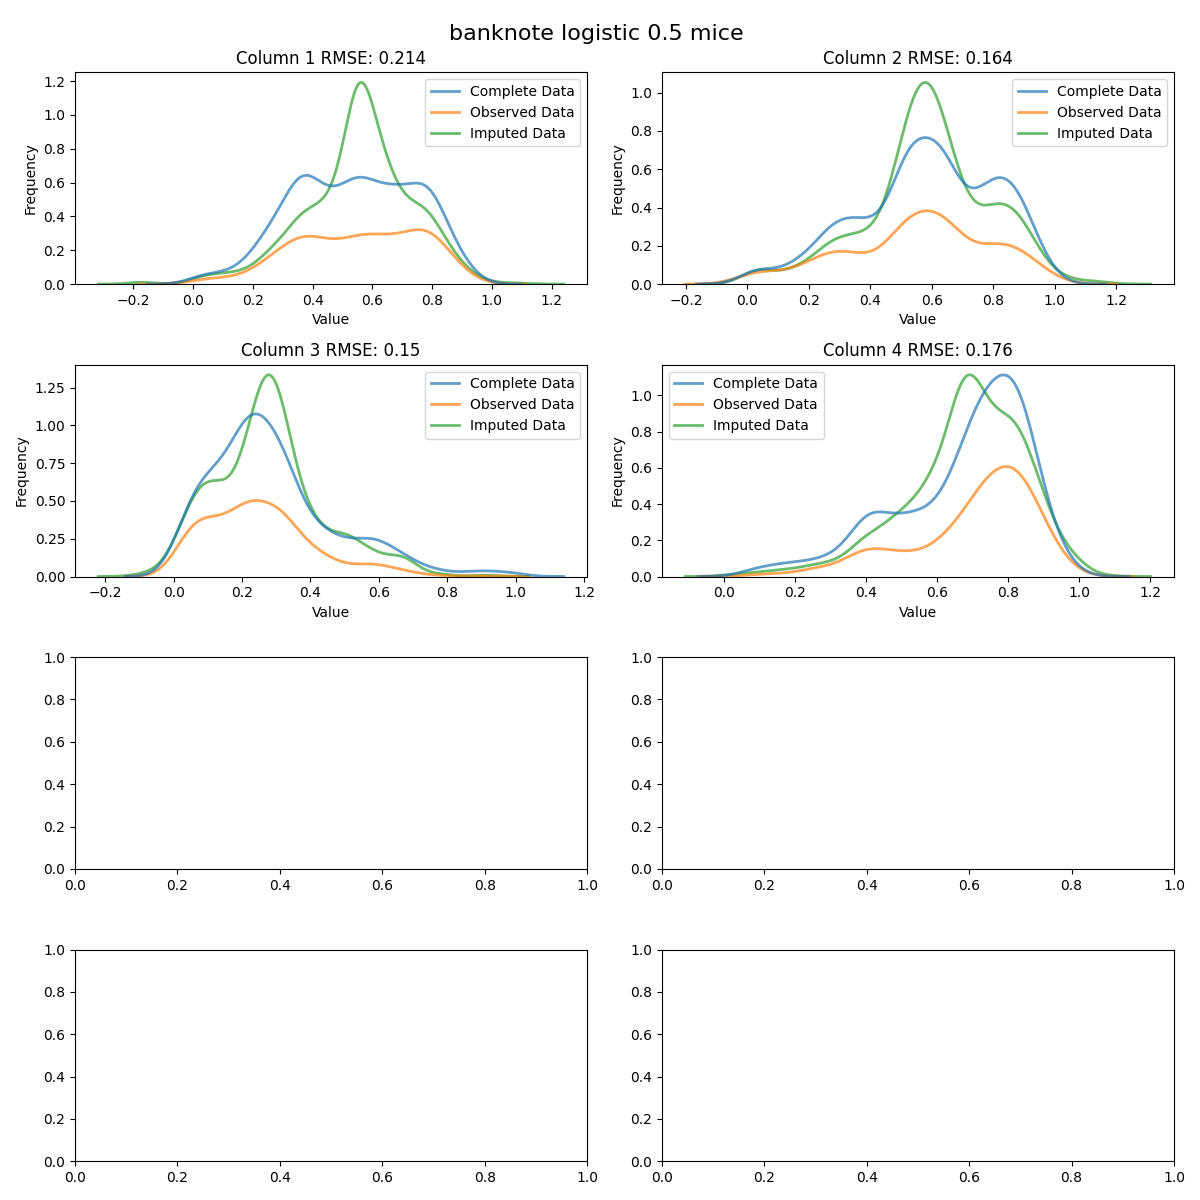 banknote logistic 0.5 mice
Column 1 RMSE: 0.214
Frequency
1.2
1.0
0.8
0.6
0.4
0.2
0.0
Complete Data
Observed Data
Imputed Data
−0.2 0.0 0.2 0.4 0.6 0.8 1.0 1.2
Value
Column 2 RMSE: 0.164
Frequency
1.0
0.8
0.6
0.4
0.2
0.0
Complete Data
Observed Data
Imputed Data
−0.2 0.0 0.2 0.4 0.6 0.8 1.0 1.2
Value
Column 3 RMSE: 0.15
Frequency
1.25
1.00
0.75
0.50
0.25
0.00
Complete Data
Observed Data
Imputed Data
−0.2 0.0 0.2 0.4 0.6 0.8 1.0 1.2
Value
Column 4 RMSE: 0.176
Frequency
1.0
0.8
0.6
0.4
0.2
0.0
Complete Data
Observed Data
Imputed Data
0.0 0.2 0.4 0.6 0.8 1.0 1.2
Value
1.0
0.8
0.6
0.4
0.2
0.0
0.0 0.2 0.4 0.6 0.8 1.0
1.0
0.8
0.6
0.4
0.2
0.0
0.0 0.2 0.4 0.6 0.8 1.0
1.0
0.8
0.6
0.4
0.2
0.0
0.0 0.2 0.4 0.6 0.8 1.0
1.0
0.8
0.6
0.4
0.2
0.0
0.0 0.2 0.4 0.6 0.8 1.0